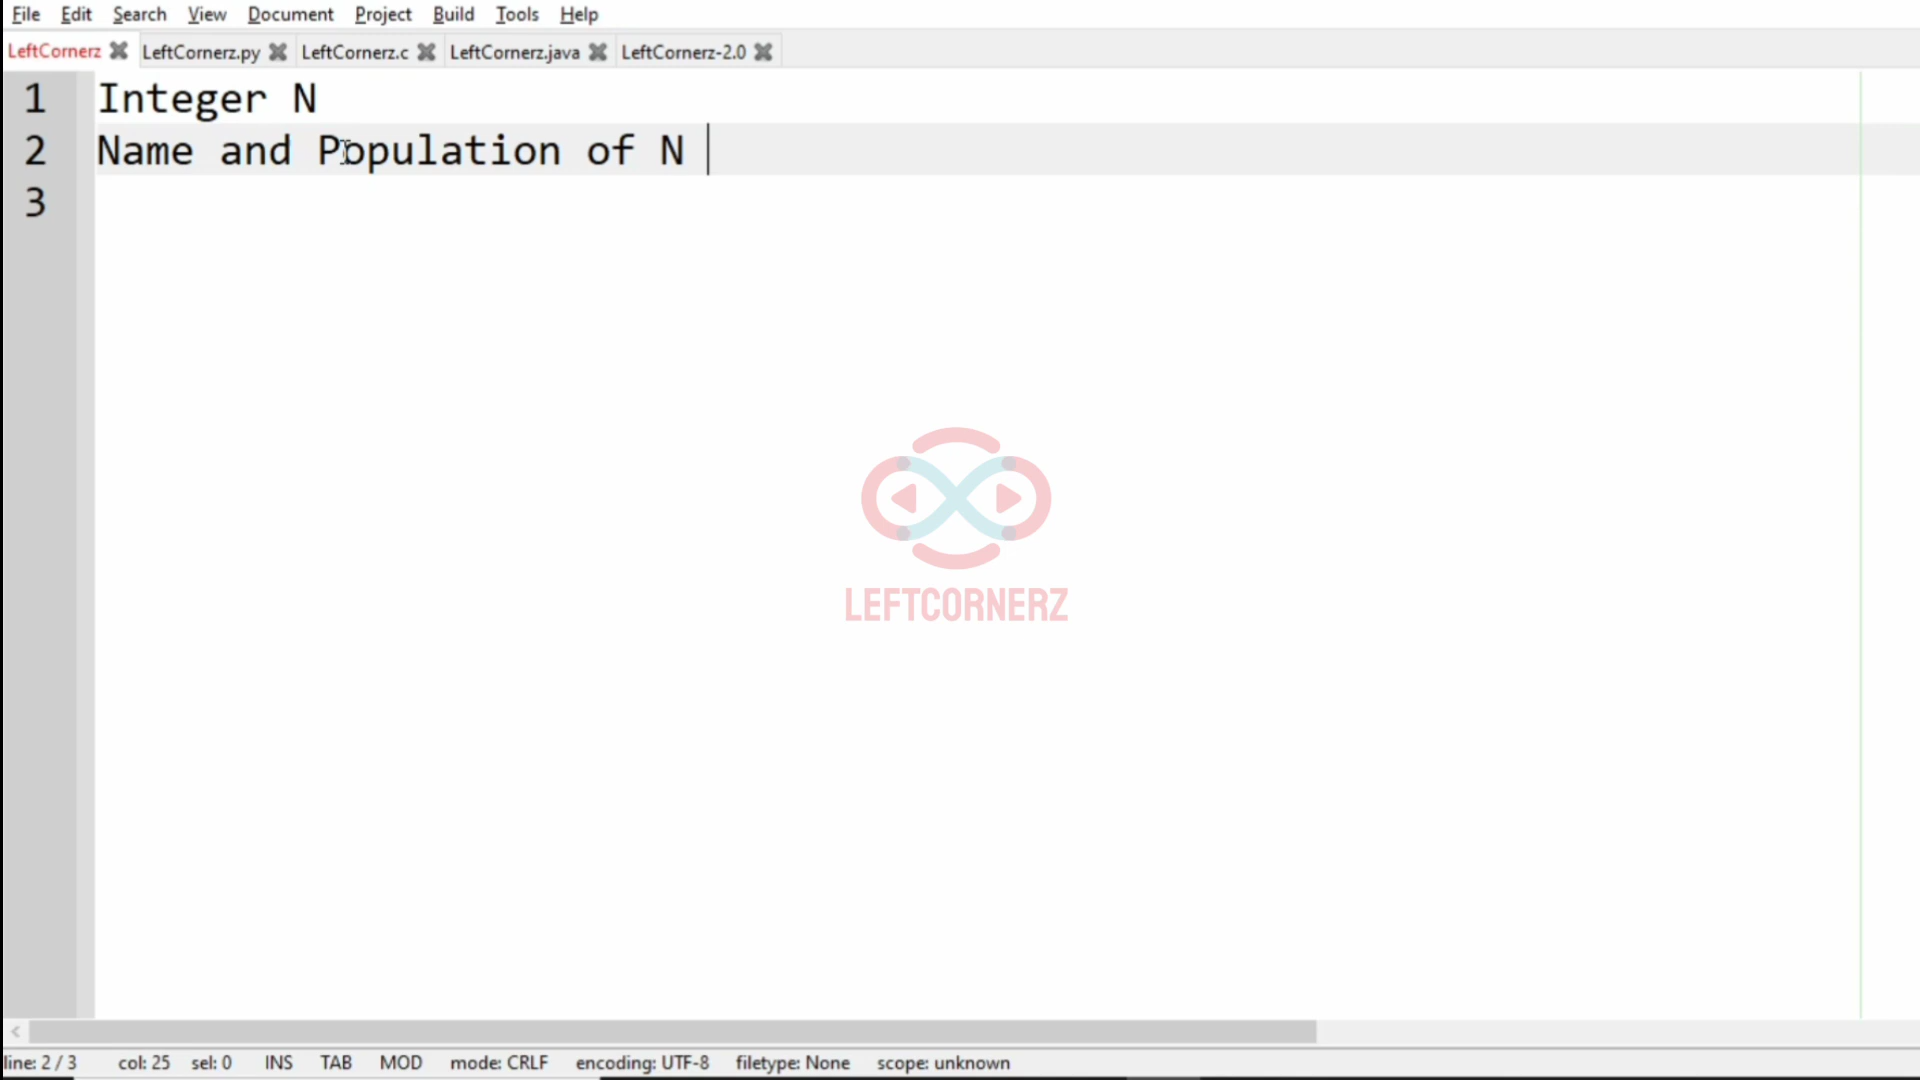 File Edit Search View Document Project Build Tools Help
LeftCornerz LeftCornerz.py LeftCornerz.c LeftCornerz.java LeftCornerz-2.0
1 Integer N
2 Name and Population of N
3
LEFTCORNERZ
line: 2 / 3 col: 25 sel: 0 INS TAB MOD mode: CRLF encoding: UTF-8 filetype: None scope: unknown